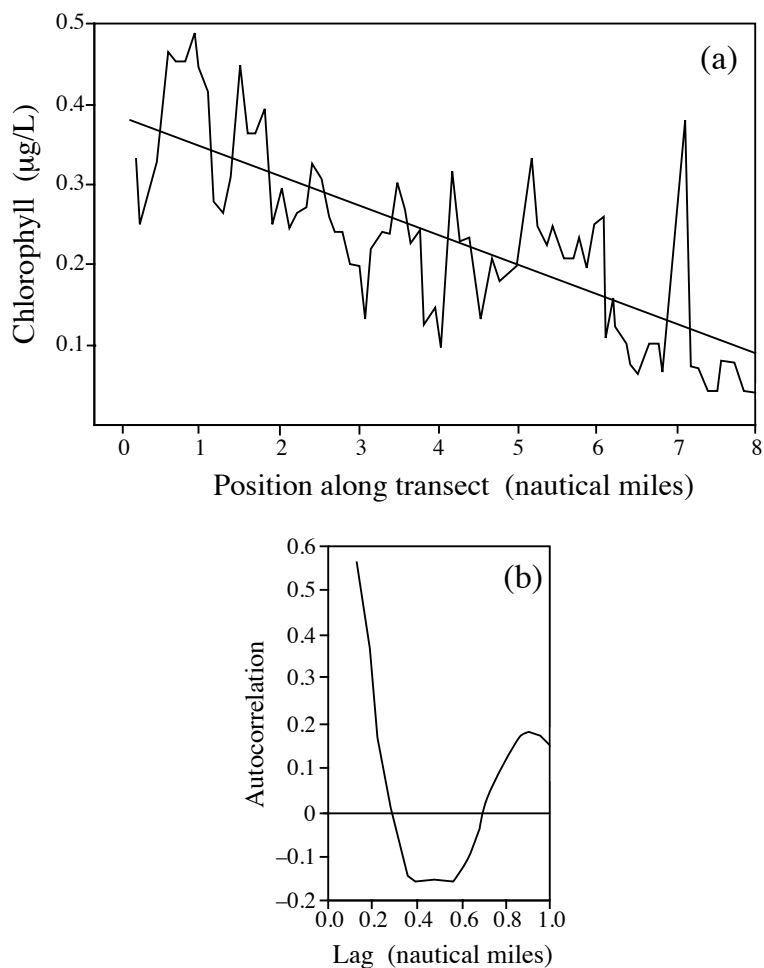 (a)
Chlorophyll (µg/L)
0.5
0.4
0.3
0.2
0.1
0 1 2 3 4 5 6 7 8
Position along transect (nautical miles)
(b)
Autocorrelation
0.6
0.5
0.4
0.3
0.2
0.1
0
–0.1
–0.2
0.0 0.2 0.4 0.6 0.8 1.0
Lag (nautical miles)